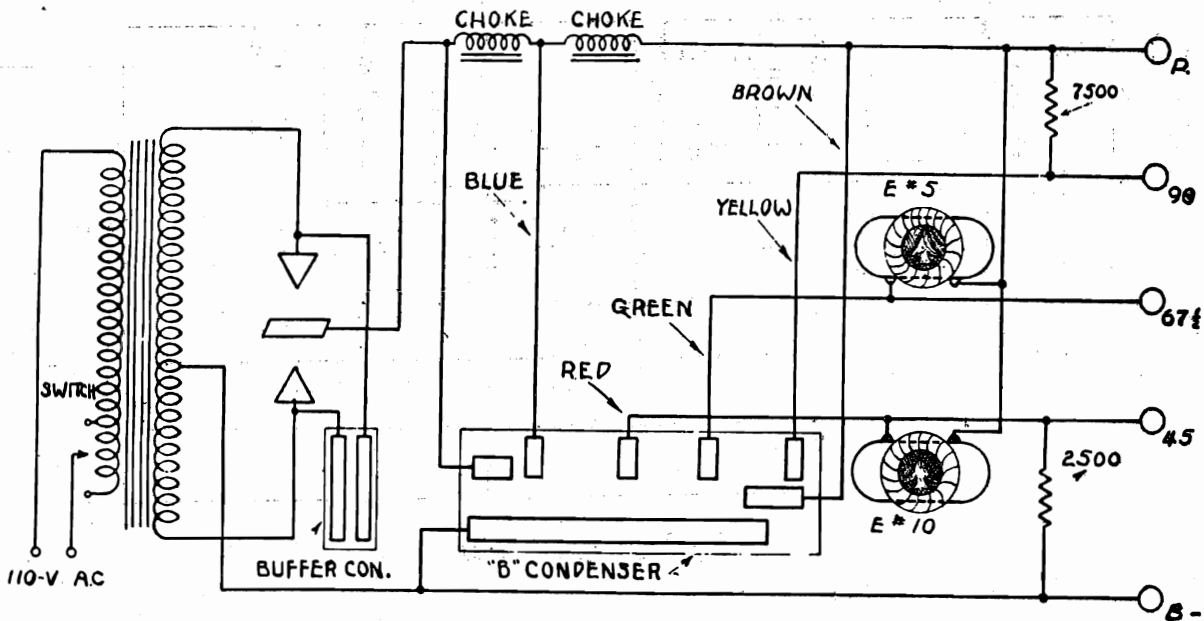 CHOKE CHOKE
P.
7500
BROWN
90
BLUE
E #5
YELLOW
67½
GREEN
SWITCH
RED
45
2500
E #10
110-V A.C
BUFFER CON.
"B" CONDENSER
B-